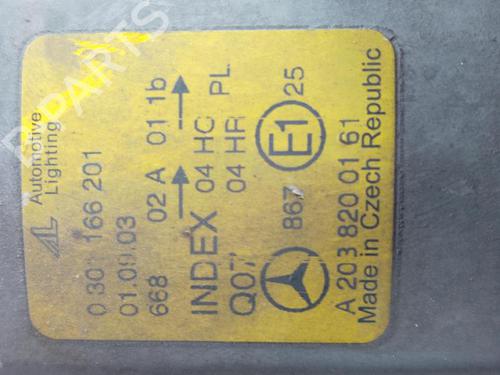 Automotive
Lighting
0 301 166 201
01.09.03
668 02 A 01 1b
INDEX 04 HC PL
Q07 04 HR
867 E1 25
A 203 820 01 61
Made in Czech Republic
B PARTS